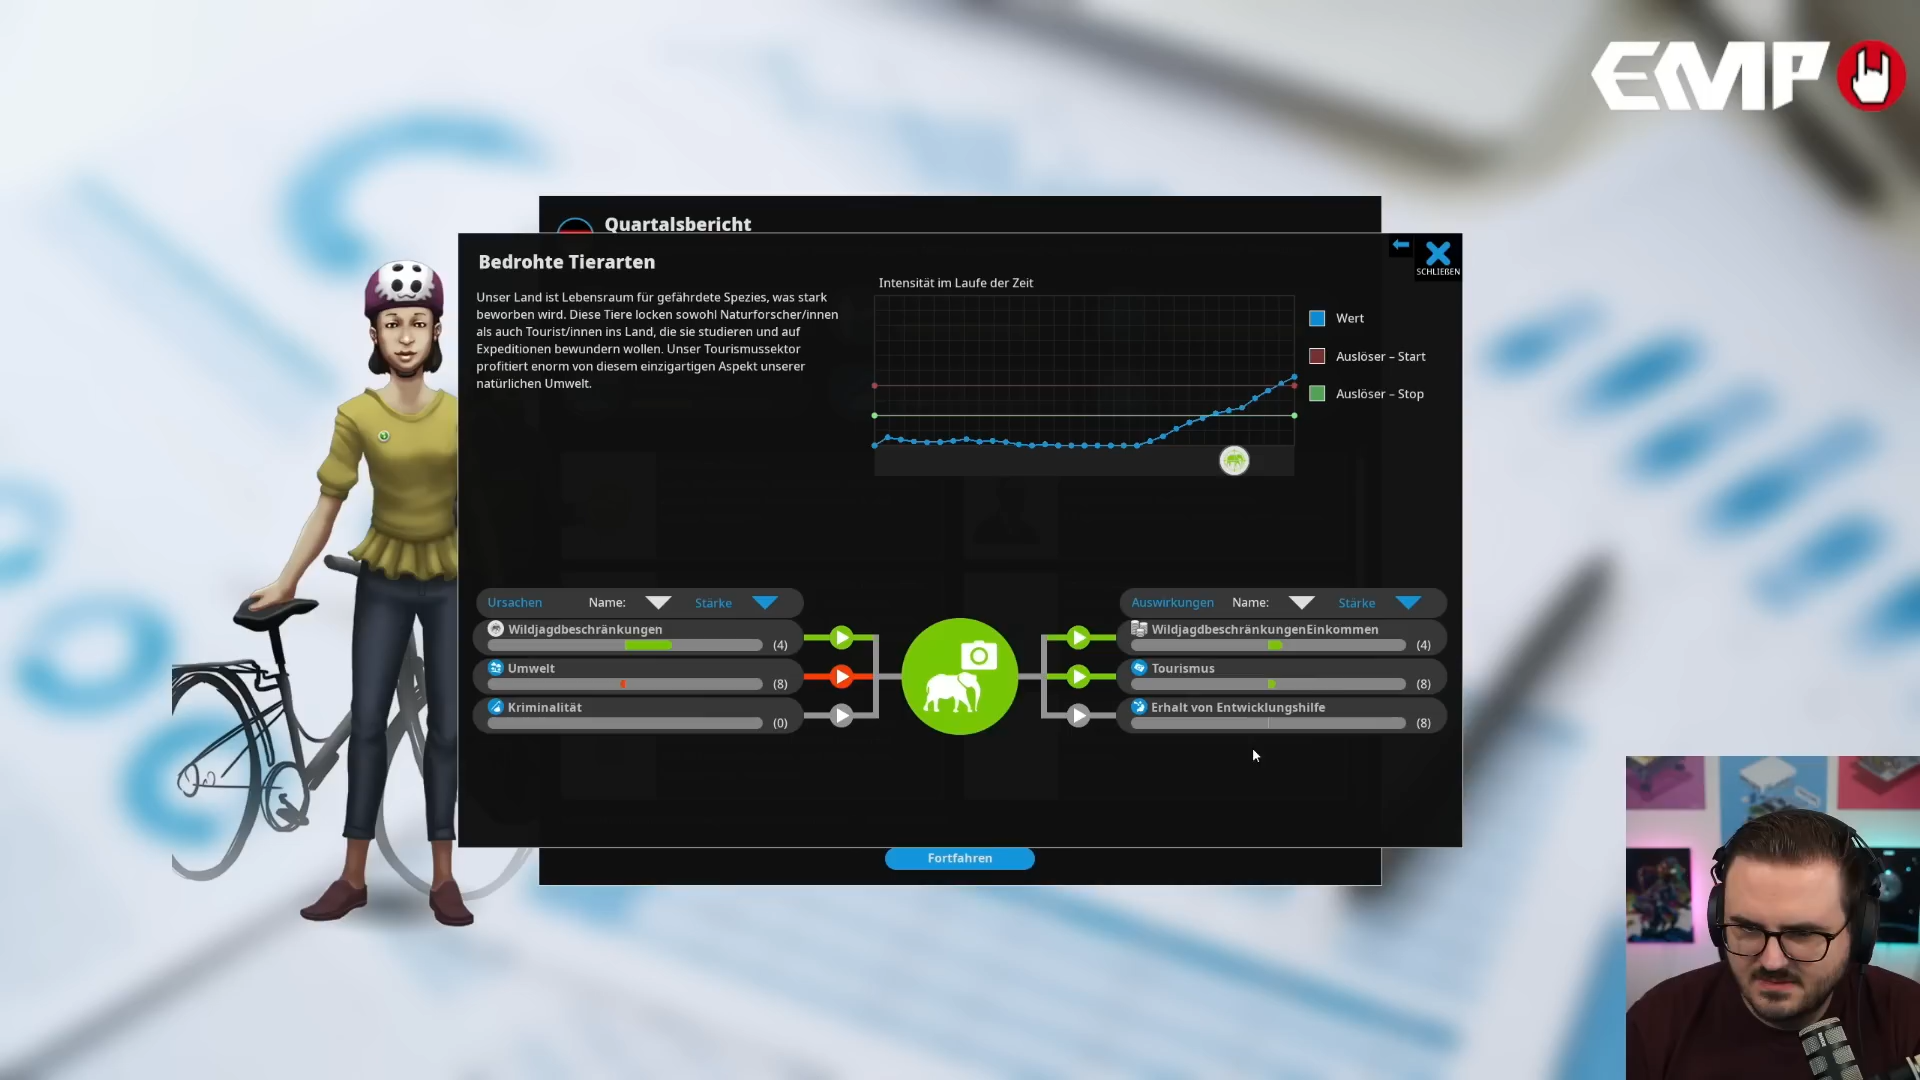 EMP
Quartalsbericht
Bedrohte Tierarten
SCHLIEẞEN
Unser Land ist Lebensraum für gefährdete Spezies, was stark
beworben wird. Diese Tiere locken sowohl Naturforscher/innen
als auch Tourist/innen ins Land, die sie studieren und auf
Expeditionen bewundern wollen. Unser Tourismussektor
profitiert enorm von diesem einzigartigen Aspekt unserer
natürlichen Umwelt.
Intensität im Laufe der Zeit
Wert
Auslöser – Start
Auslöser – Stop
Ursachen Name: Stärke
Wildjagdbeschränkungen
(4)
Umwelt
(8)
Kriminalität
(0)
Auswirkungen Name: Stärke
WildjagdbeschränkungenEinkommen
(4)
Tourismus
(8)
Erhalt von Entwicklungshilfe
(8)
Fortfahren